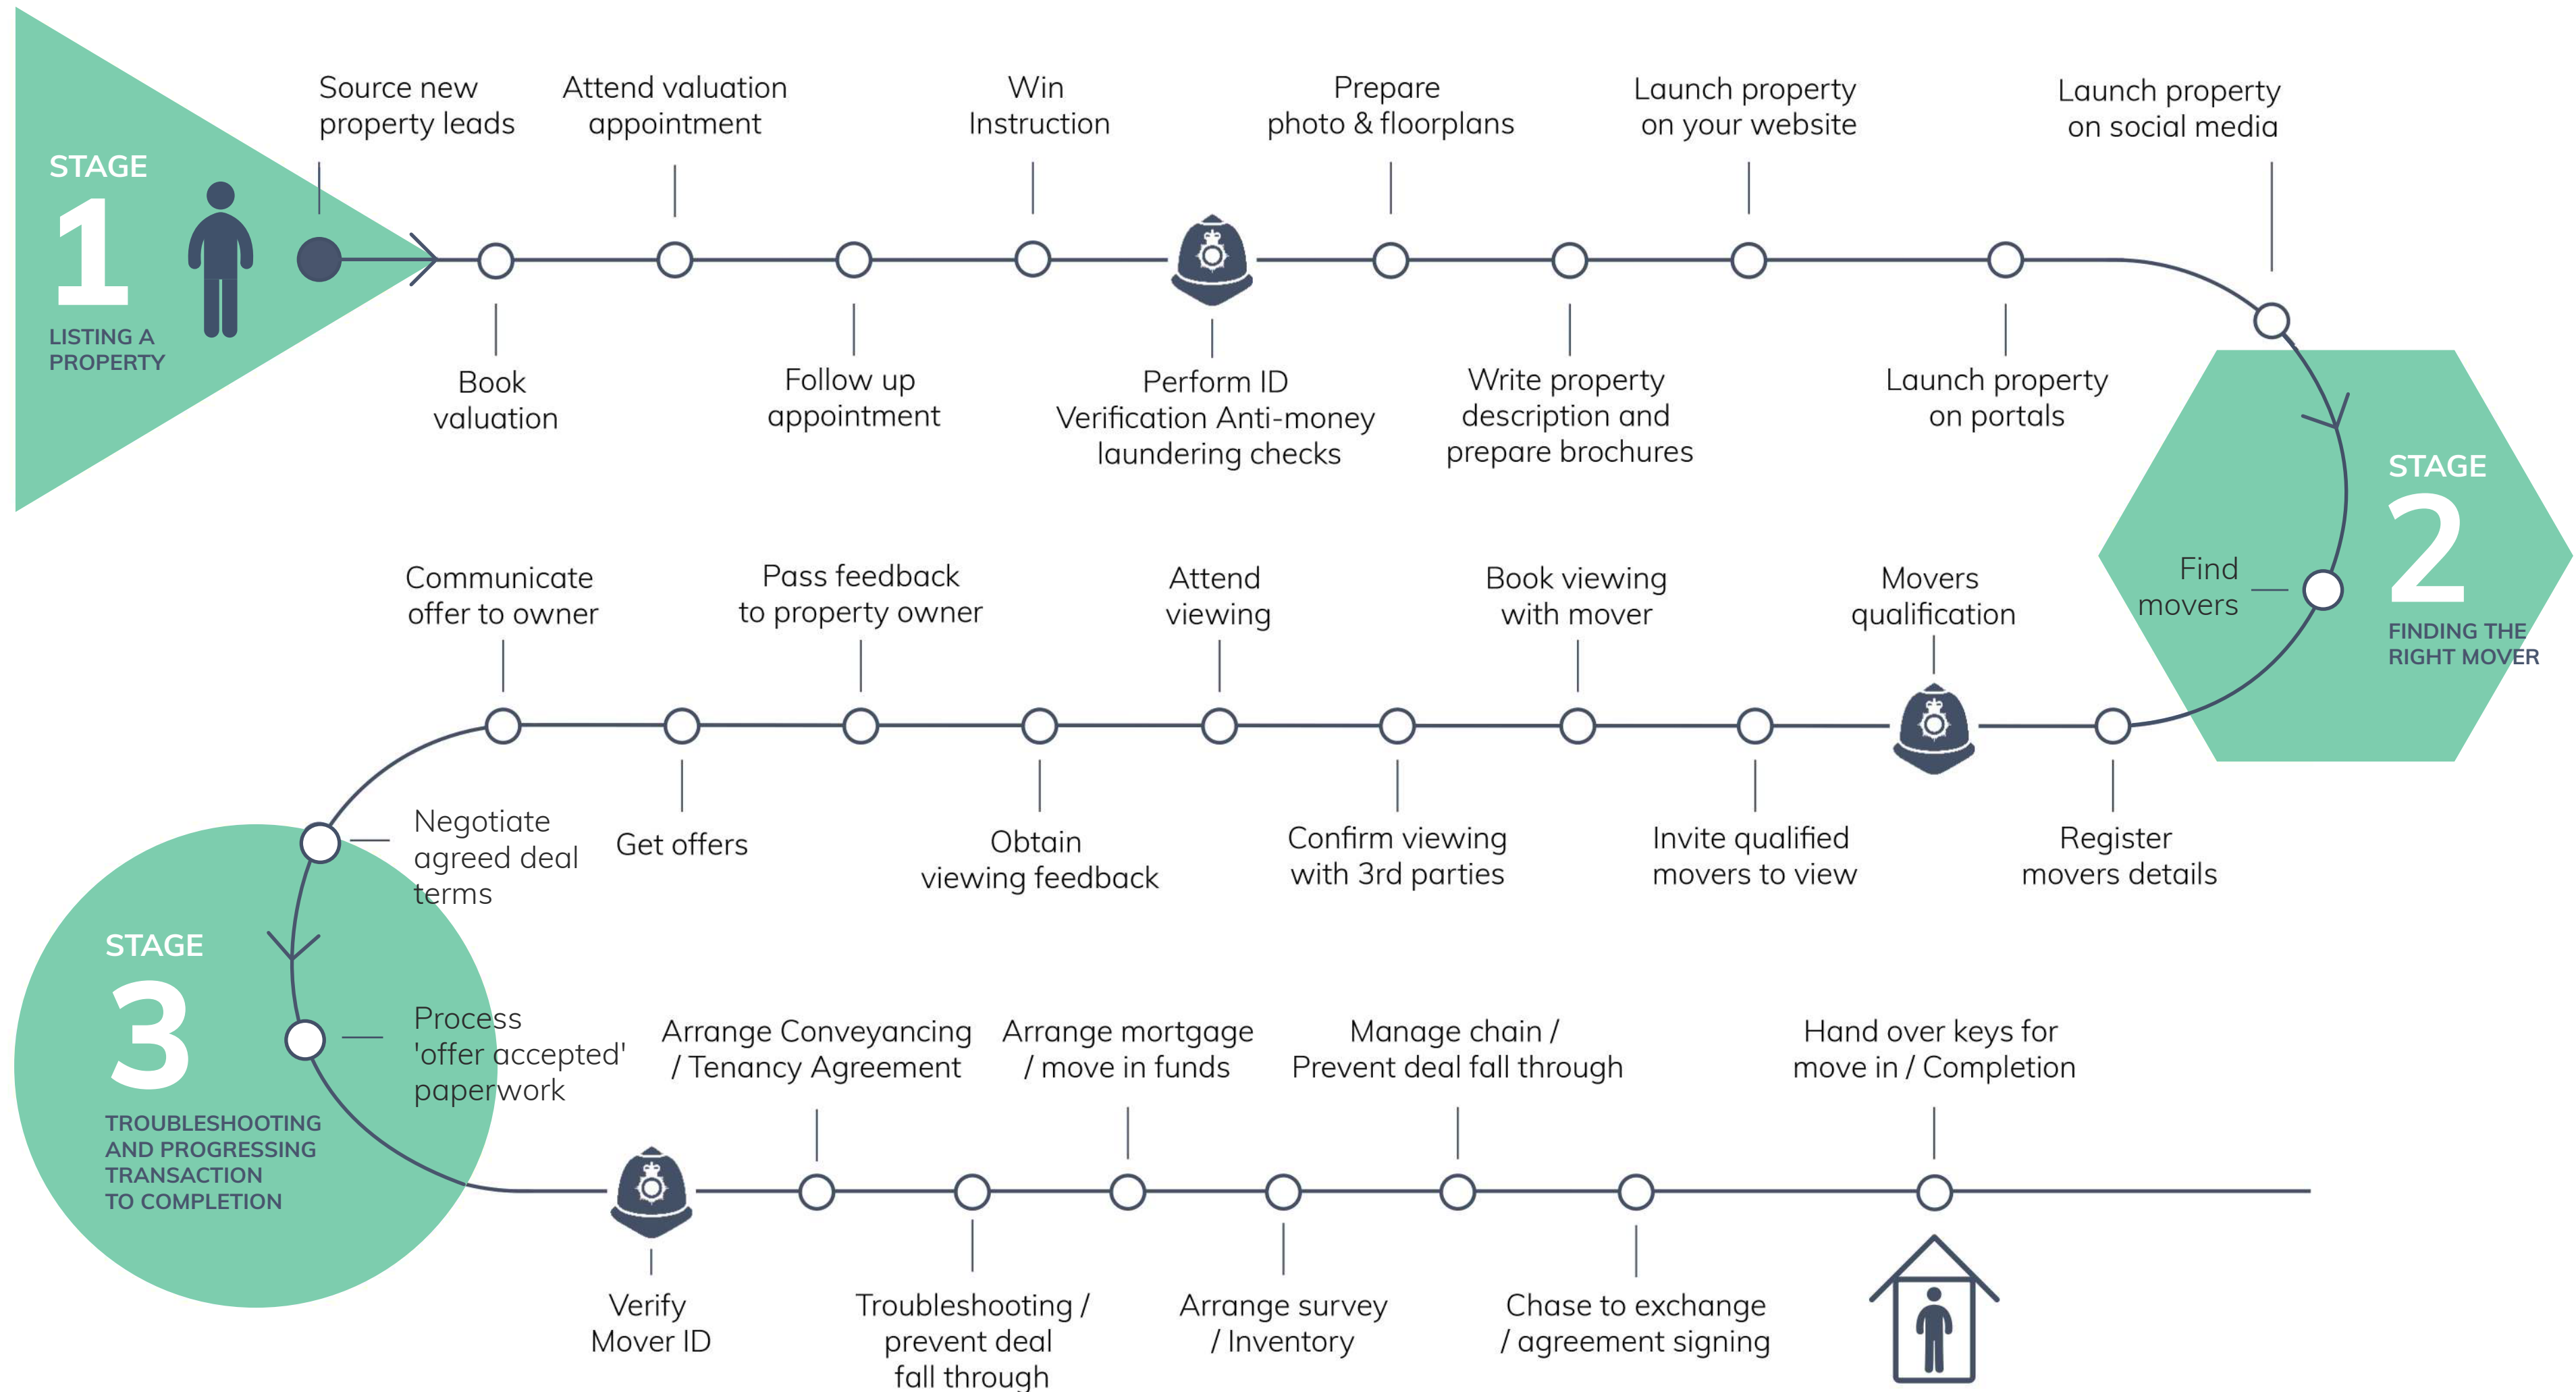 STAGE
1
LISTING A
PROPERTY
Source new
property leads
Book
valuation
Attend valuation
appointment
Follow up
appointment
Win
Instruction
Perform ID
Verification Anti-money
laundering checks
Prepare
photo & floorplans
Write property
description and
prepare brochures
Launch property
on your website
Launch property
on portals
Launch property
on social media
STAGE
2
FINDING THE
RIGHT MOVER
Find
movers
Register
movers details
Movers
qualification
Invite qualified
movers to view
Book viewing
with mover
Confirm viewing
with 3rd parties
Attend
viewing
Obtain
viewing feedback
Pass feedback
to property owner
Get offers
Communicate
offer to owner
Negotiate
agreed deal
terms
STAGE
3
TROUBLESHOOTING
AND PROGRESSING
TRANSACTION
TO COMPLETION
Process
'offer accepted'
paperwork
Verify
Mover ID
Arrange Conveyancing
/ Tenancy Agreement
Troubleshooting /
prevent deal
fall through
Arrange mortgage
/ move in funds
Arrange survey
/ Inventory
Manage chain /
Prevent deal fall through
Chase to exchange
/ agreement signing
Hand over keys for
move in / Completion